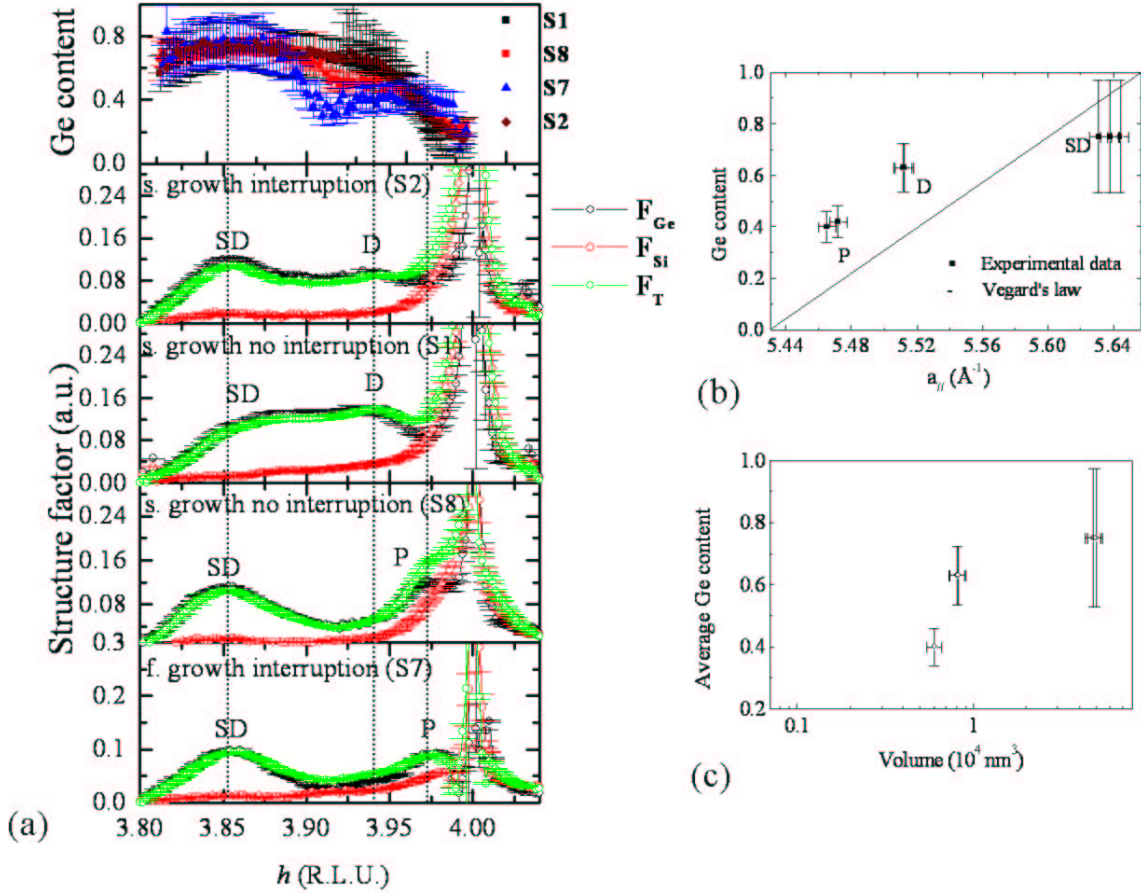 Ge content
0.8
0.4
0.0
S1
S8
S7
S2
s. growth interruption (S2)
SD
D
0.24
0.16
0.08
0.00
F_Ge
F_Si
F_T
s. growth no interruption (S1)
SD
D
0.24
0.16
0.08
0.00
Structure factor (a.u.)
s. growth no interruption (S8)
SD
P
0.24
0.16
0.08
0.3
f. growth interruption (S7)
SD
P
0.2
0.1
0.0
3.80
3.85
3.90
3.95
4.00
h (R.L.U.)
(a)
Ge content
1.0
0.8
0.6
0.4
0.2
0.0
SD
D
P
Experimental data
Vegard's law
5.44
5.48
5.52
5.56
5.60
5.64
a// (Å⁻¹)
(b)
Average Ge content
1.0
0.8
0.6
0.4
0.2
0.1
1
Volume (10⁴ nm³)
(c)